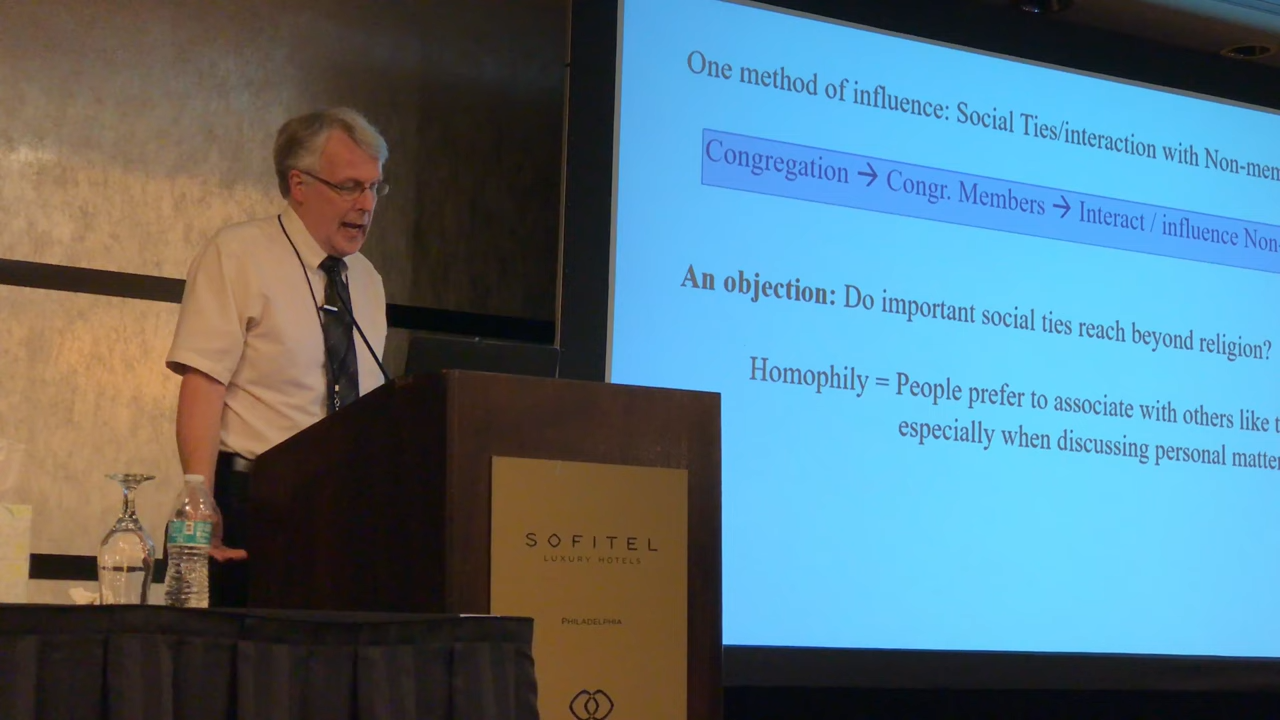 One method of influence: Social Ties/interaction with Non-mem
Congregation → Congr. Members → Interact / influence Non-
An objection: Do important social ties reach beyond religion?
Homophily = People prefer to associate with others like t
especially when discussing personal matter
SOFITEL
LUXURY HOTELS
PHILADELPHIA